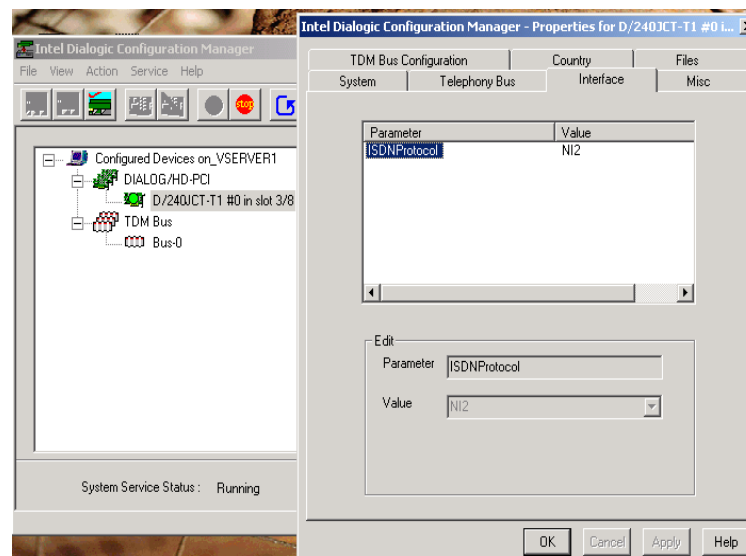 Intel Dialogic Configuration Manager
File View Action Service Help
stop
Configured Devices on_VSERVER1
DIALOG/HD-PCI
D/240JCT-T1 #0 in slot 3/8
TDM Bus
Bus-0
System Service Status : Running
Intel Dialogic Configuration Manager - Properties for D/240JCT-T1 #0 i...
TDM Bus Configuration Country Files
System Telephony Bus Interface Misc
Parameter Value
ISDNProtocol NI2
Edit
Parameter ISDNProtocol
Value NI2
OK Cancel Apply Help